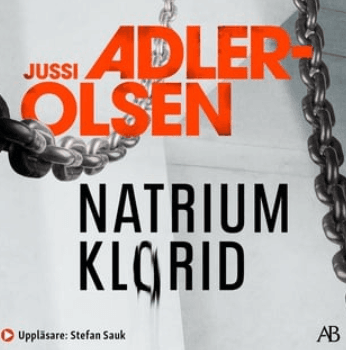 JUSSI ADLER-
OLSEN
NATRIUM
KLORID
Uppläsare: Stefan Sauk
AB